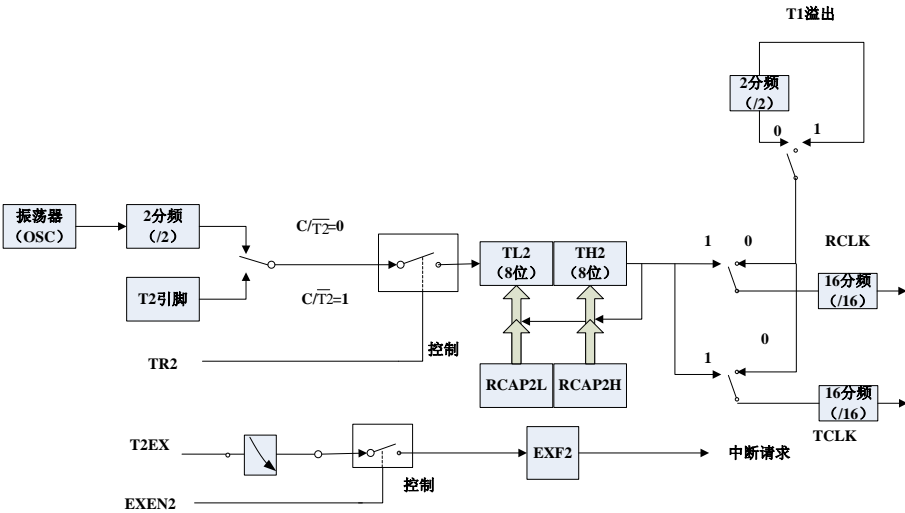 T1溢出
2分频
（/2）
0
1
振荡器
（OSC）
2分频
（/2）
C/T2=0
TL2
（8位）
TH2
（8位）
1
0
RCLK
T2引脚
C/T2=1
16分频
（/16）
控制
TR2
0
1
RCAP2L
RCAP2H
16分频
（/16）
TCLK
T2EX
EXF2
中断请求
控制
EXEN2